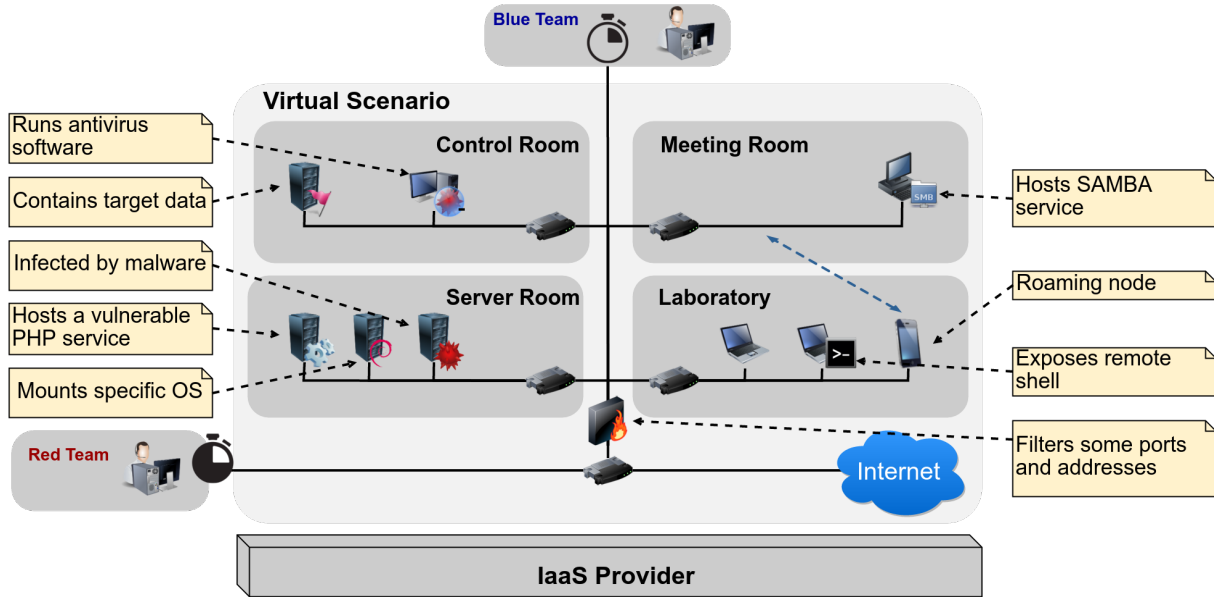 Blue Team
Virtual Scenario
Runs antivirus
software
Control Room
Meeting Room
Contains target data
SMB
Hosts SAMBA
service
Infected by malware
Roaming node
Server Room
Laboratory
Hosts a vulnerable
PHP service
>-
Exposes remote
shell
Mounts specific OS
Filters some ports
and addresses
Red Team
Internet
IaaS Provider